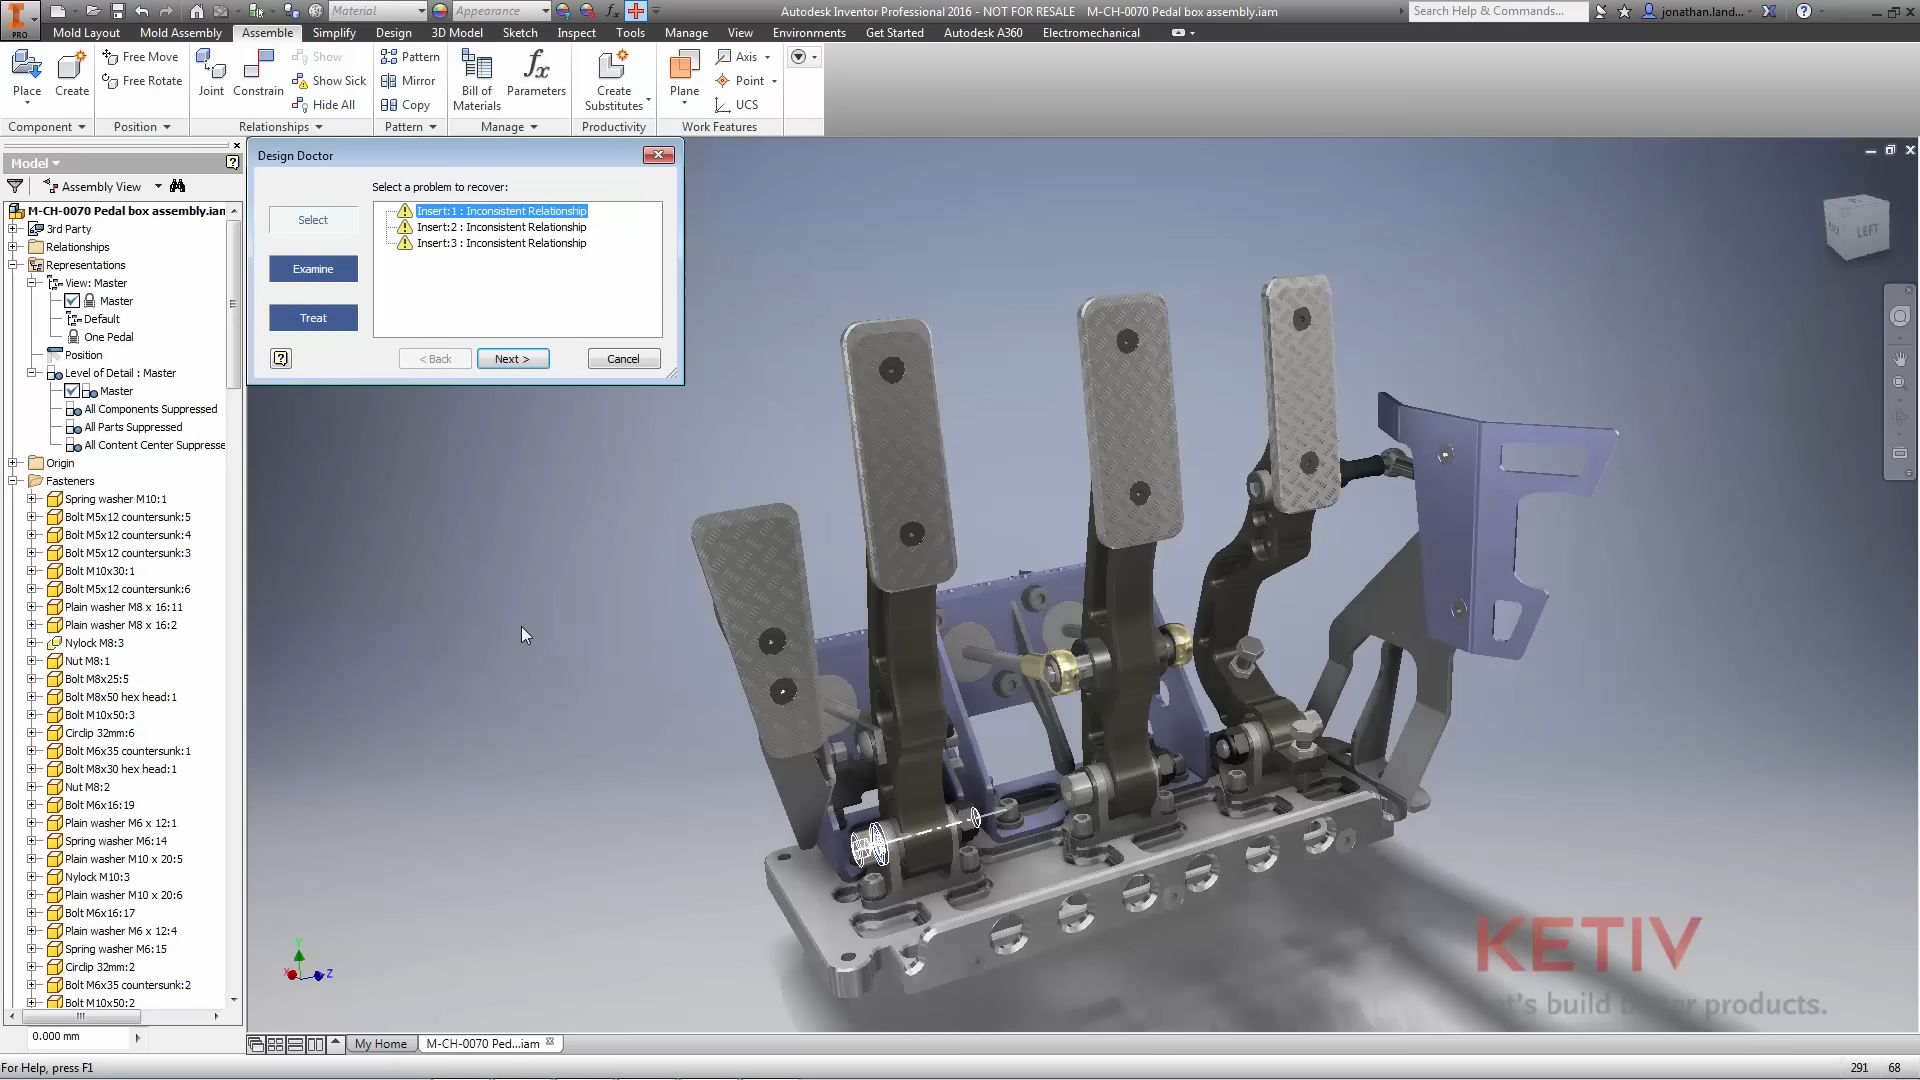 Material
Appearance
Autodesk Inventor Professional 2016 - NOT FOR RESALE M-CH-0070 Pedal box assembly.iam
Search Help & Commands...
jonathan.land...
PRO
Mold Layout
Mold Assembly
Assemble
Simplify
Design
3D Model
Sketch
Inspect
Tools
Manage
View
Environments
Get Started
Autodesk A360
Electromechanical
Place
Create
Free Move
Free Rotate
Joint
Constrain
Show
Show Sick
Hide All
Pattern
Mirror
Copy
Bill of
Materials
fx
Parameters
Create
Substitutes
Plane
Axis
Point
UCS
Component
Position
Relationships
Pattern
Manage
Productivity
Work Features
Model
Assembly View
M-CH-0070 Pedal box assembly.iam
3rd Party
Relationships
Representations
View: Master
Master
Default
One Pedal
Position
Level of Detail : Master
Master
All Components Suppressed
All Parts Suppressed
All Content Center Suppresse
Origin
Fasteners
Spring washer M10:1
Bolt M5x12 countersunk:5
Bolt M5x12 countersunk:4
Bolt M5x12 countersunk:3
Bolt M10x30:1
Bolt M5x12 countersunk:6
Plain washer M8 x 16:11
Plain washer M8 x 16:2
Nylock M8:3
Nut M8:1
Bolt M8x25:5
Bolt M8x50 hex head:1
Bolt M10x50:3
Circlip 32mm:6
Bolt M6x35 countersunk:1
Bolt M8x30 hex head:1
Nut M8:2
Bolt M6x16:19
Plain washer M6 x 12:1
Spring washer M6:14
Plain washer M10 x 20:5
Nylock M10:3
Plain washer M10 x 20:6
Bolt M6x16:17
Plain washer M6 x 12:4
Spring washer M6:15
Circlip 32mm:2
Bolt M6x35 countersunk:2
Bolt M10x50:2
0.000 mm
Design Doctor
Select a problem to recover:
Select
Examine
Treat
Insert:1 : Inconsistent Relationship
Insert:2 : Inconsistent Relationship
Insert:3 : Inconsistent Relationship
< Back
Next >
Cancel
LEFT
Y
X
Z
KETIV
Let's build better products.
My Home
M-CH-0070 Ped...iam
For Help, press F1
291
68